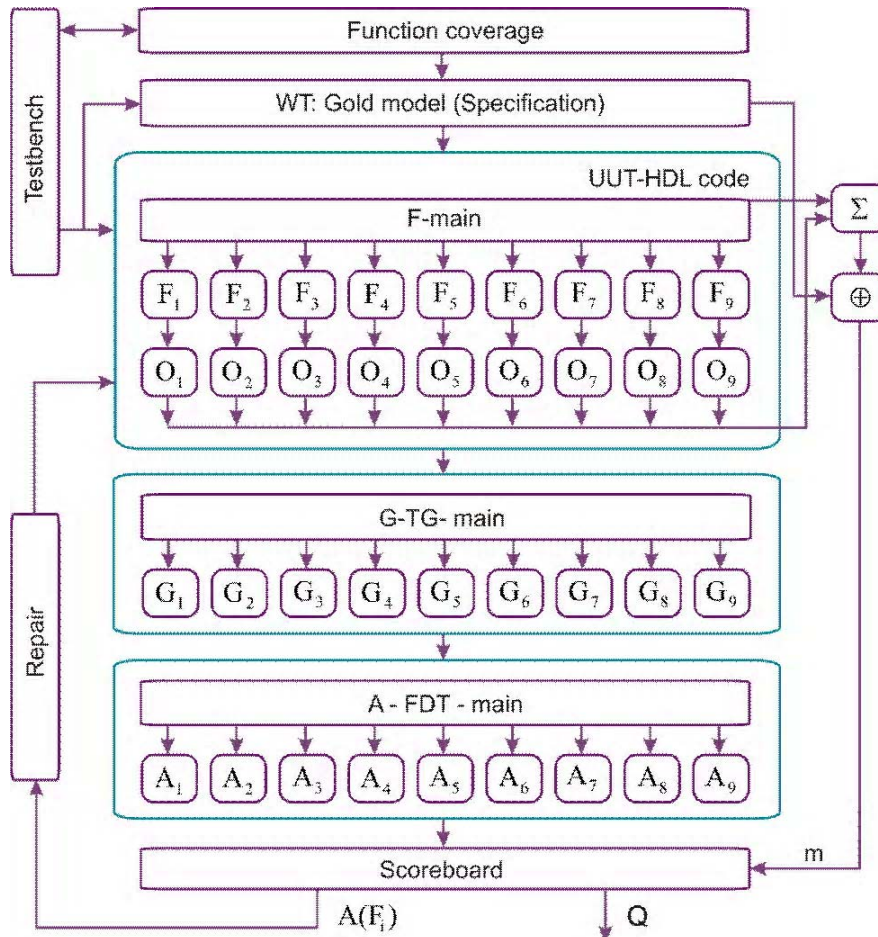 Function coverage
WT: Gold model (Specification)
Testbench
UUT-HDL code
F-main
Σ
F₁ F₂ F₃ F₄ F₅ F₆ F₇ F₈ F₉
⊕
O₁ O₂ O₃ O₄ O₅ O₆ O₇ O₈ O₉
G-TG- main
G₁ G₂ G₃ G₄ G₅ G₆ G₇ G₈ G₉
Repair
A - FDT - main
A₁ A₂ A₃ A₄ A₅ A₆ A₇ A₈ A₉
Scoreboard
m
A(Fᵢ)
Q